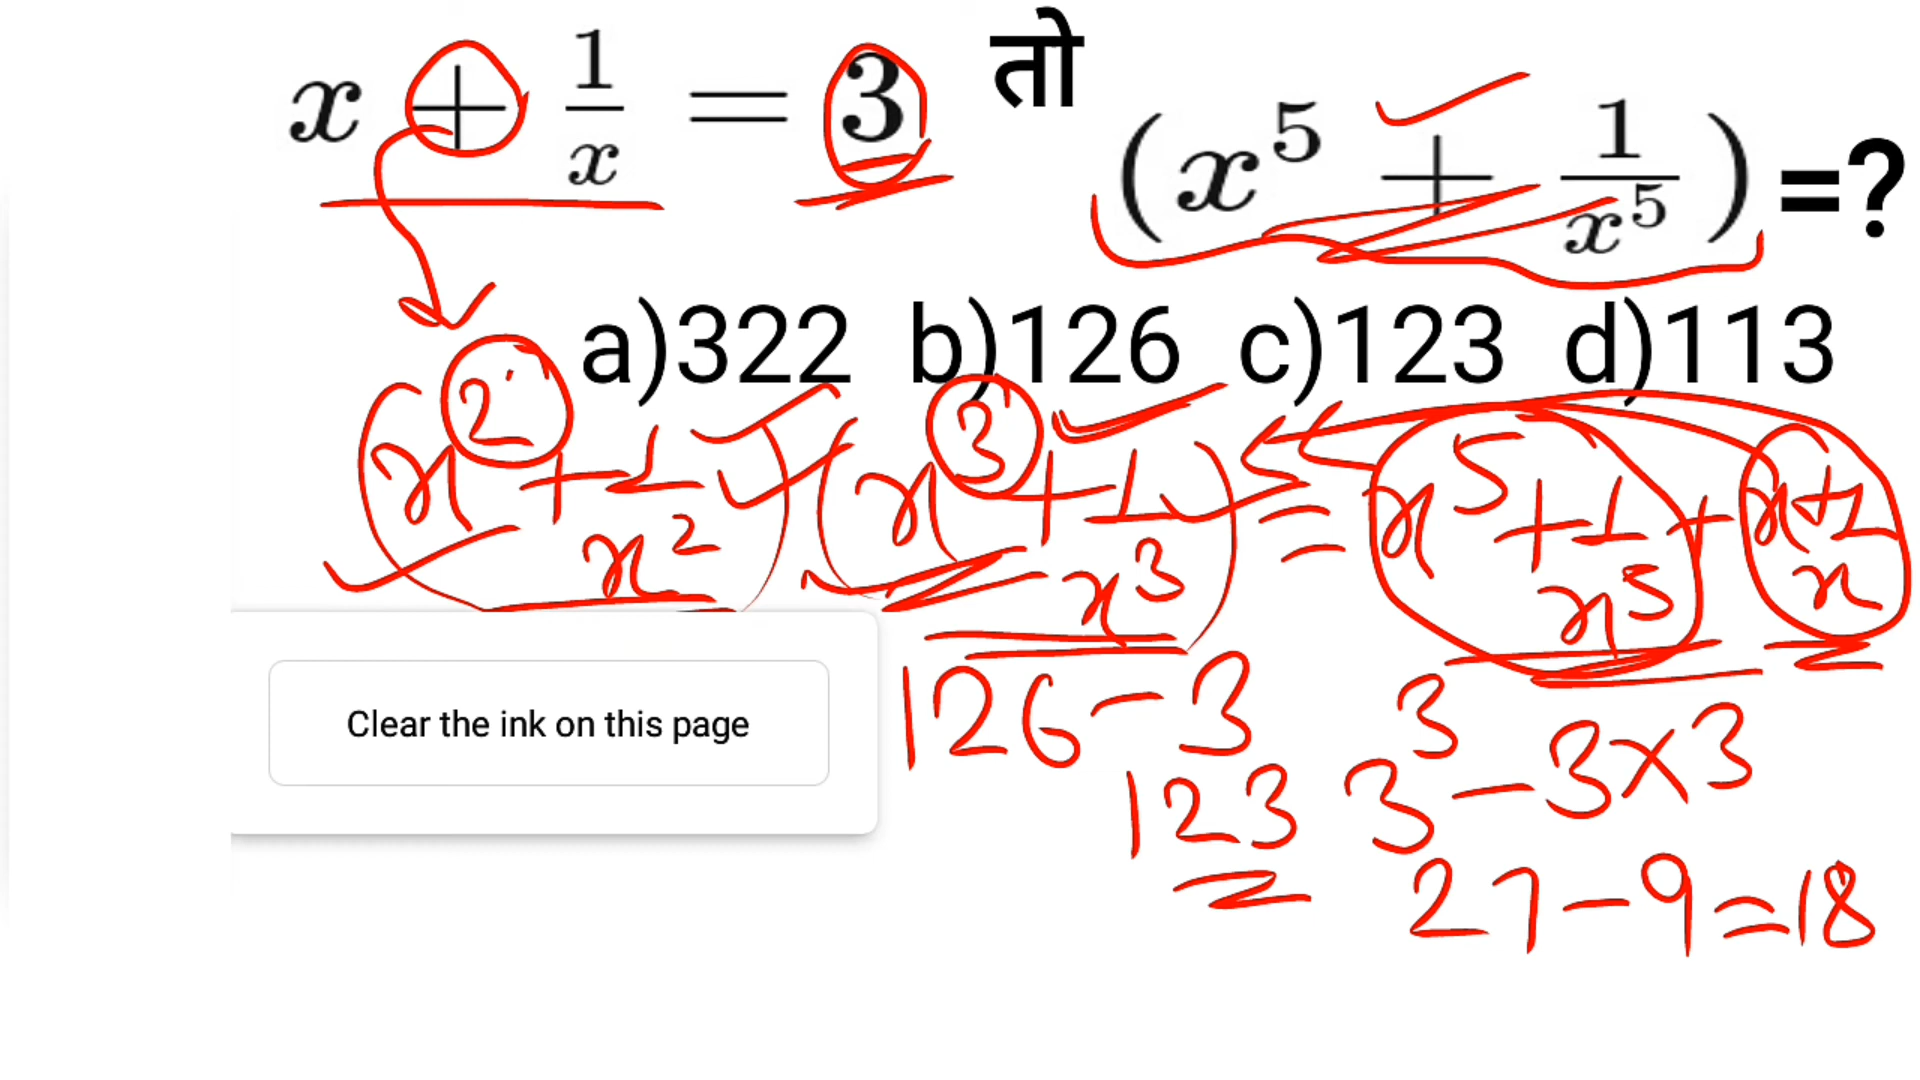 x + 1/x = 3 तो (x⁵ + 1/x⁵) =?
a)322 b)126 c)123 d)113
(x² + 1/x²) (x³ + 1/x³) = x⁵ + 1/x⁵ + x + 1/x
126 - 3
123
3³ - 3×3
27 - 9 = 18
Clear the ink on this page